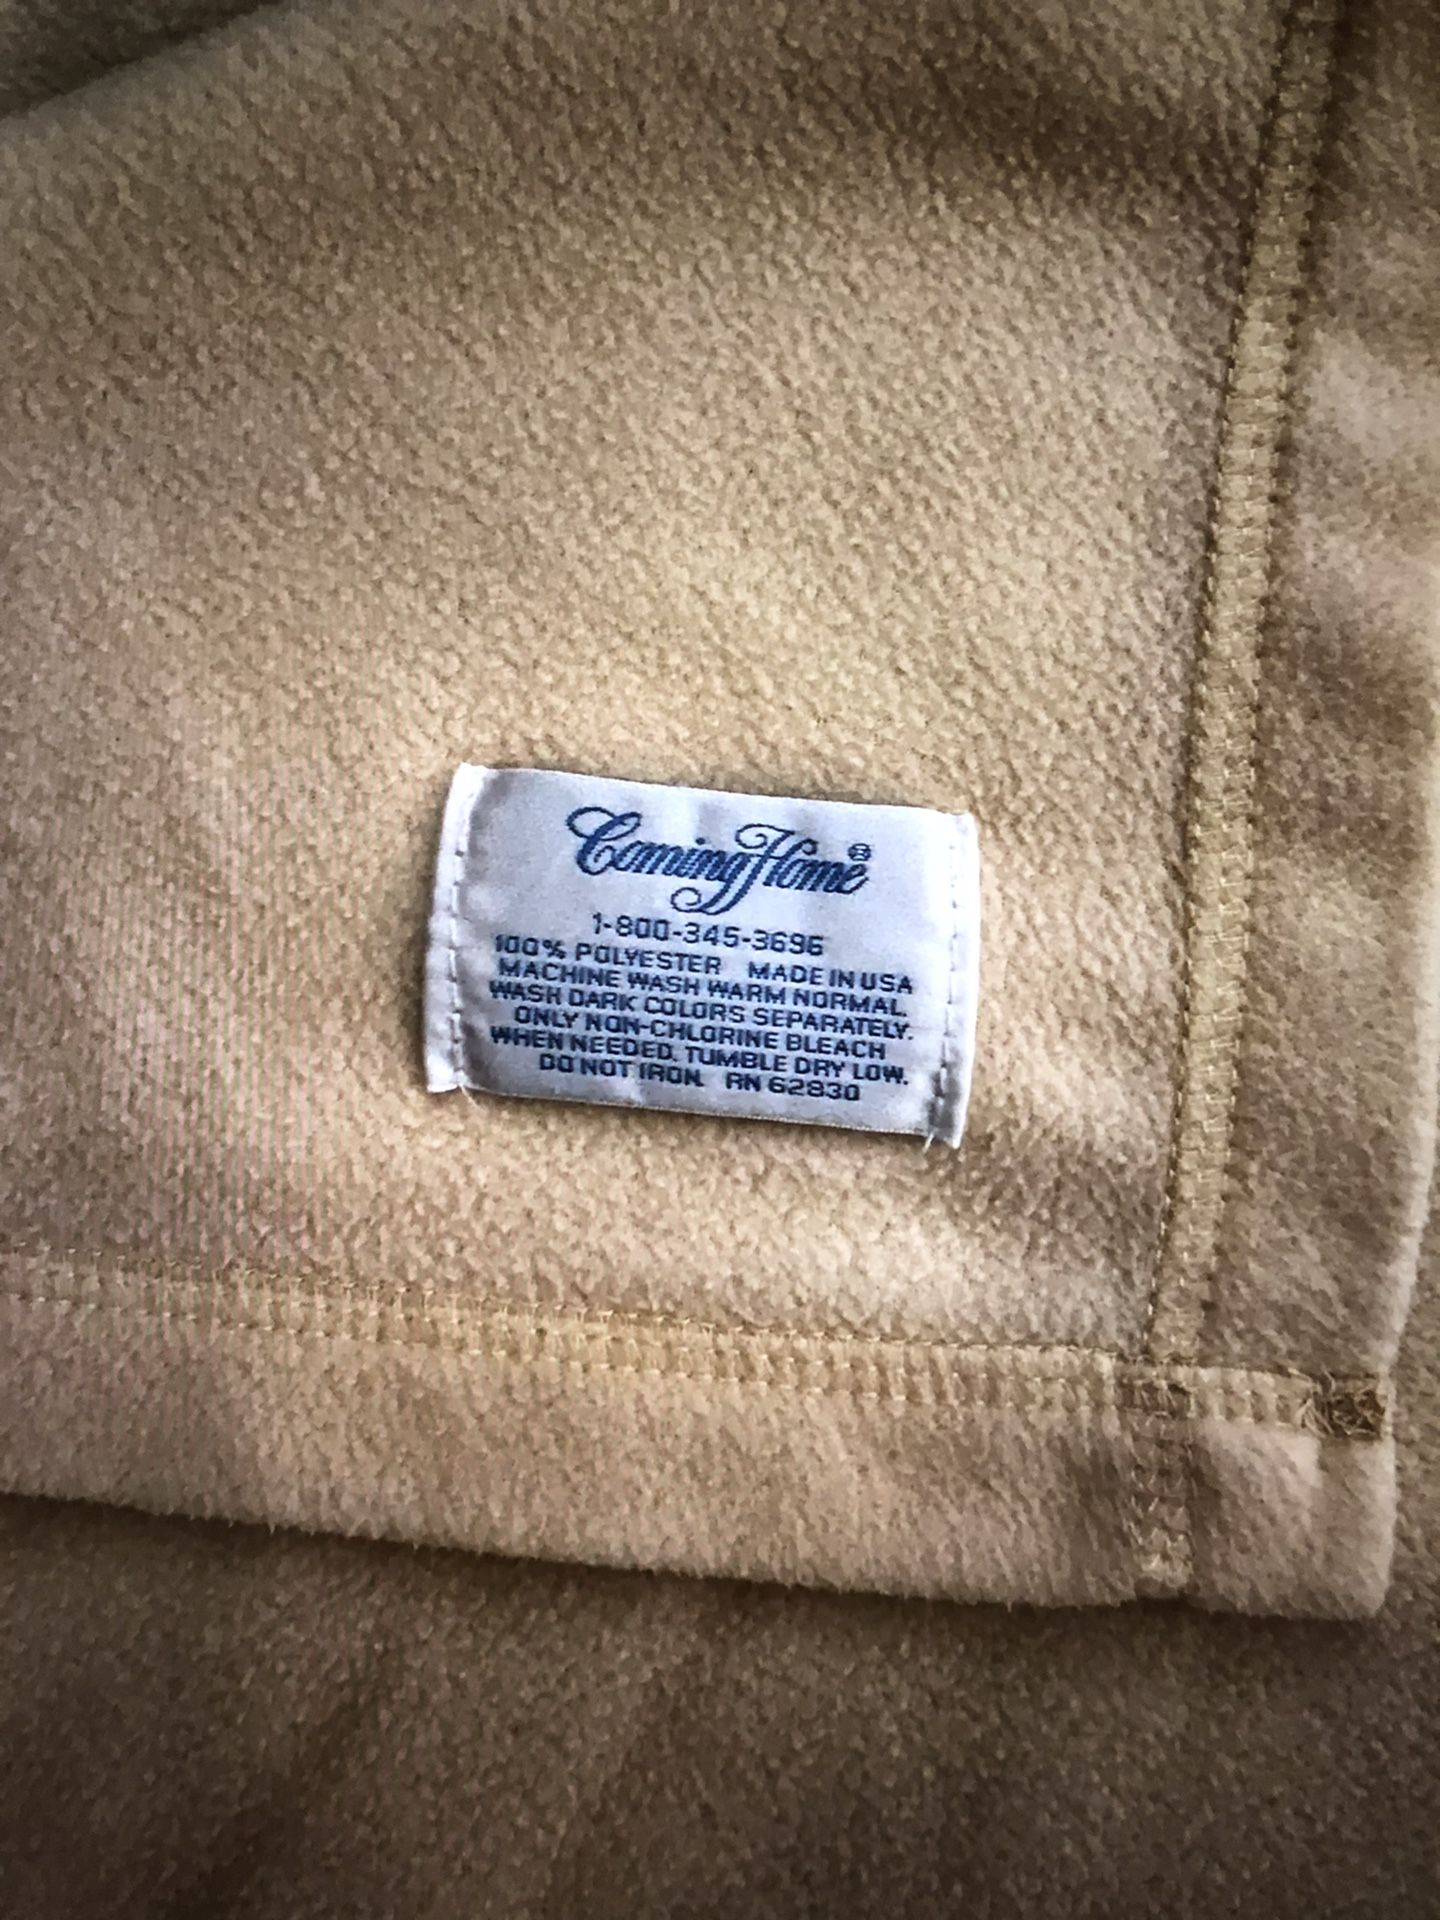 Coming Home®
1-800-345-3696
100% POLYESTER MADE IN USA
MACHINE WASH WARM NORMAL.
WASH DARK COLORS SEPARATELY.
ONLY NON-CHLORINE BLEACH
WHEN NEEDED. TUMBLE DRY LOW.
DO NOT IRON. RN 62830